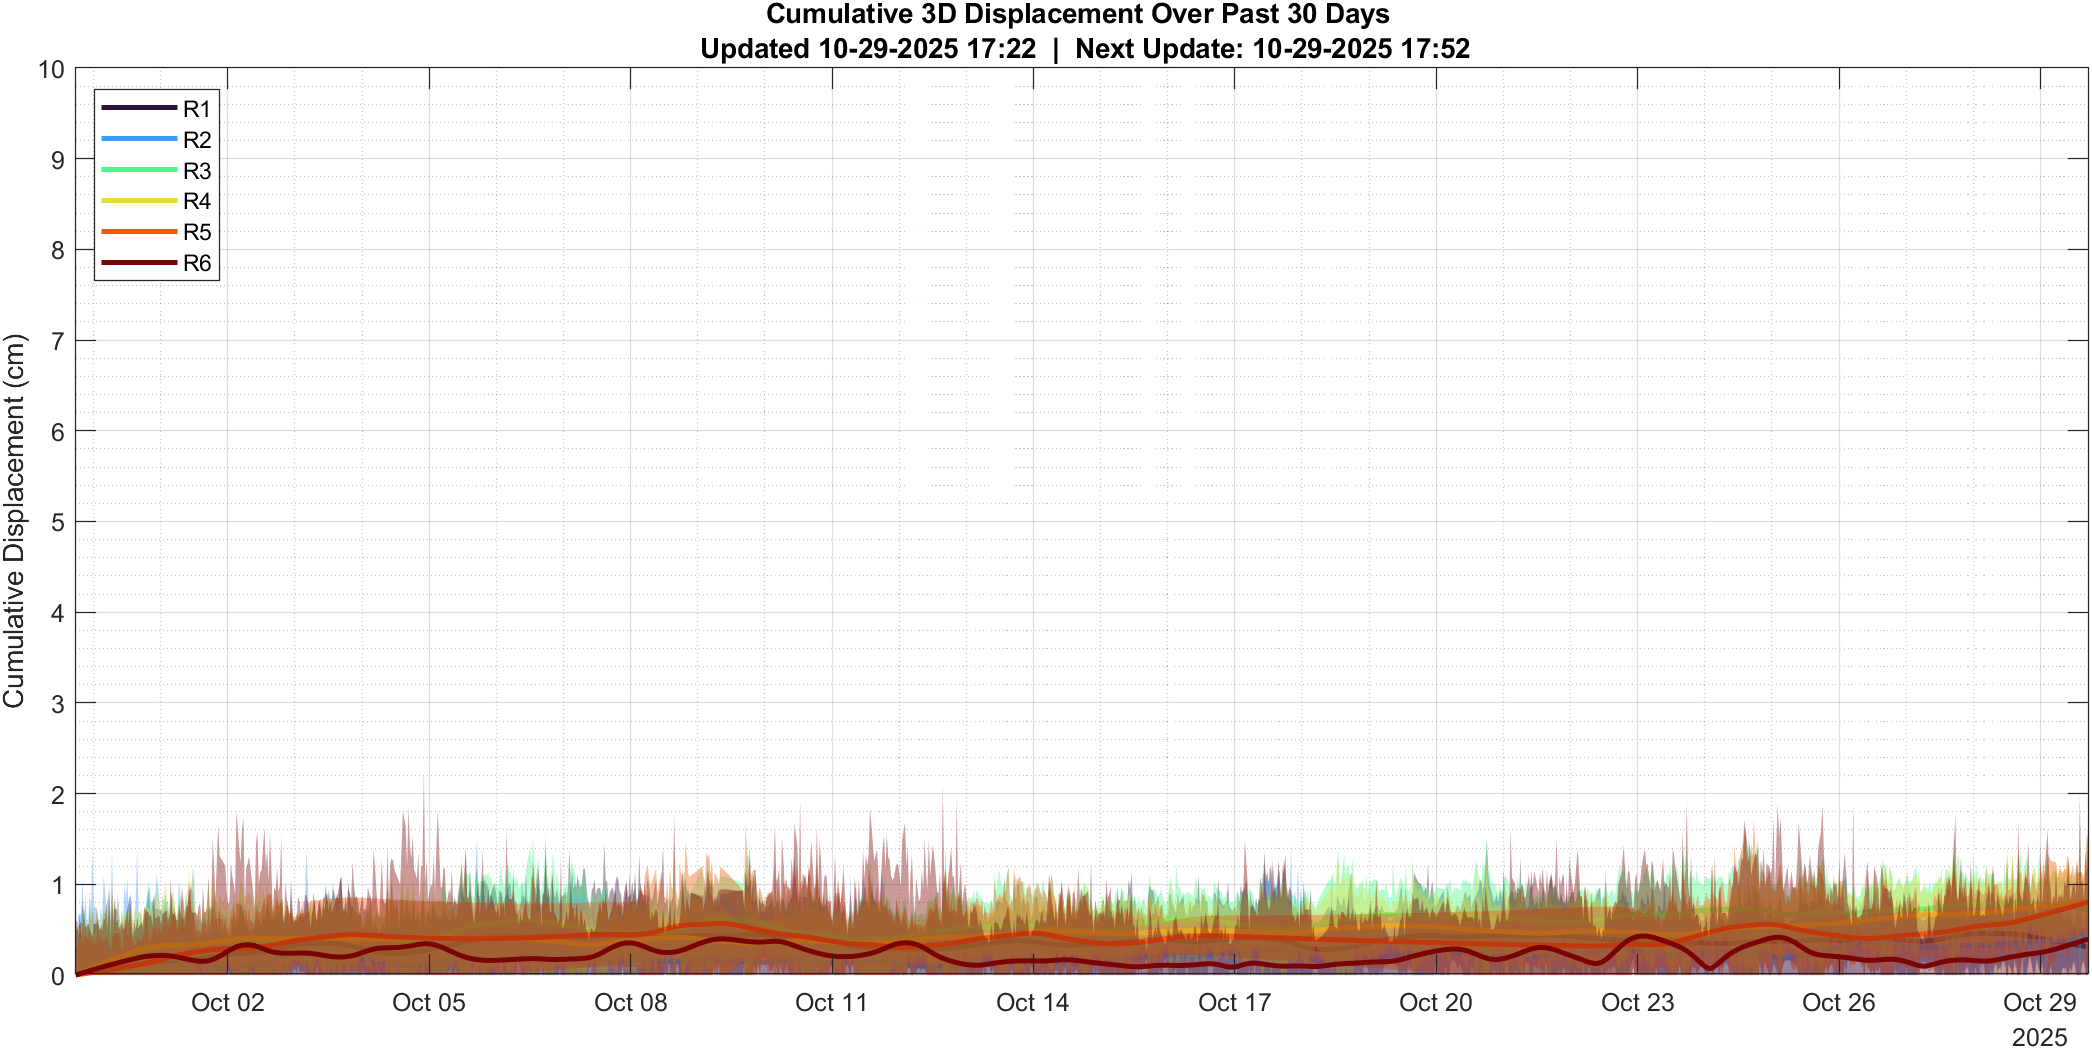 Cumulative 3D Displacement Over Past 30 Days
Updated 10-29-2025 17:22 | Next Update: 10-29-2025 17:52
Cumulative Displacement (cm)
10
9
8
7
6
5
4
3
2
1
0
R1
R2
R3
R4
R5
R6
Oct 02 Oct 05 Oct 08 Oct 11 Oct 14 Oct 17 Oct 20 Oct 23 Oct 26 Oct 29
2025